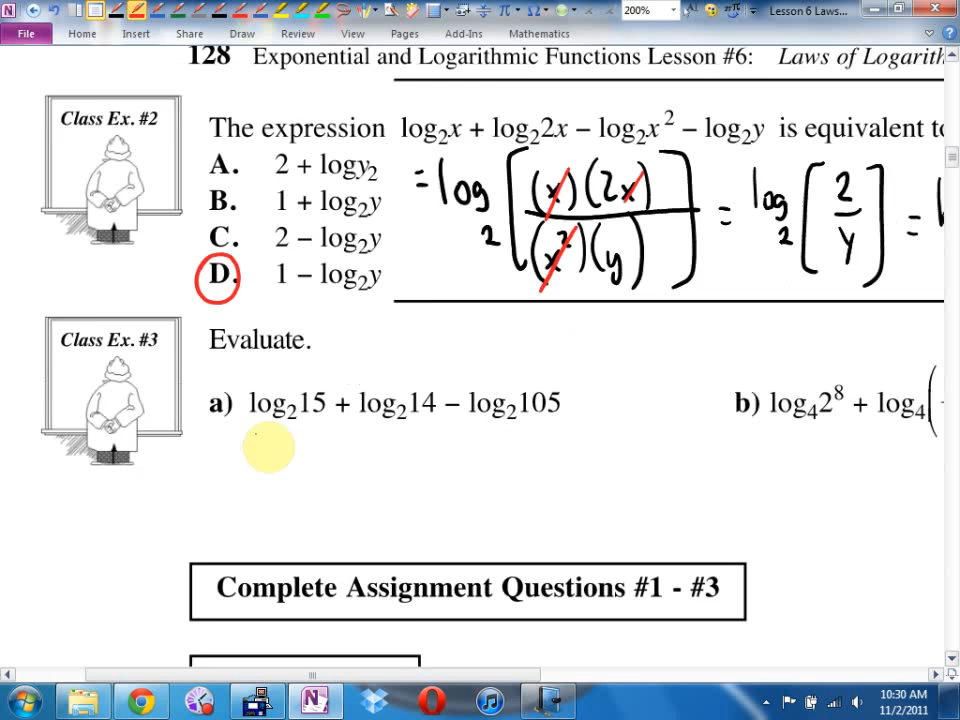 200%
Lesson 6 Laws...
File Home Insert Share Draw Review View Pages Add-Ins Mathematics
128 Exponential and Logarithmic Functions Lesson #6: Laws of Logarith
Class Ex. #2
The expression log₂x + log₂2x − log₂x² − log₂y is equivalent to
A. 2 + logy₂
B. 1 + log₂y
C. 2 − log₂y
D. 1 − log₂y
= log₂ [(x)(2x) / (x²)(y)] = log₂ [2/y] =
Class Ex. #3
Evaluate.
a) log₂15 + log₂14 − log₂105
b) log₄2⁸ + log₄(
Complete Assignment Questions #1 - #3
10:30 AM
11/2/2011